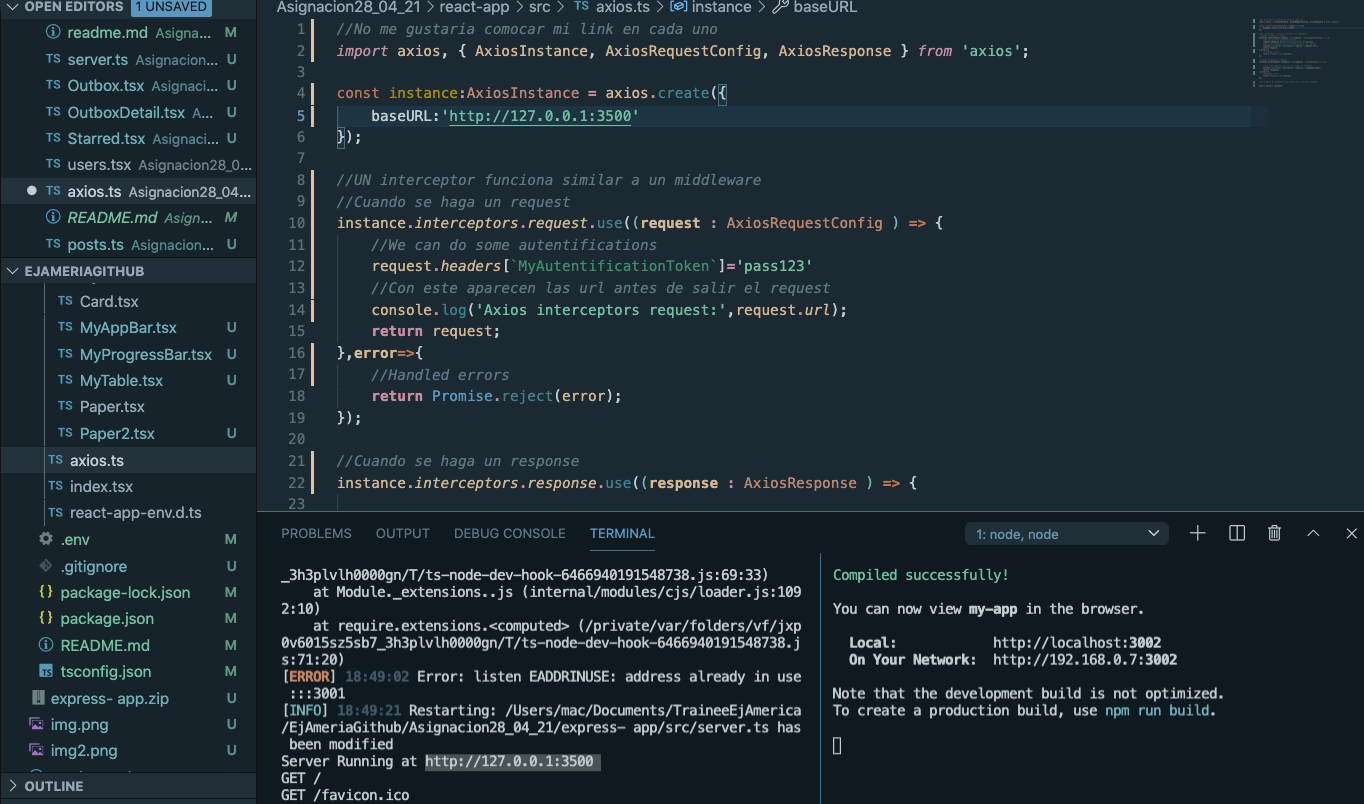 OPEN EDITORS 1 UNSAVED
readme.md Asigna... M
TS server.ts Asignacion... U
TS Outbox.tsx Asignaci... U
TS OutboxDetail.tsx A... U
TS Starred.tsx Asignaci... U
TS users.tsx Asignacion28_0...
TS axios.ts Asignacion28_04...
README.md Asign... M
TS posts.ts Asignacion... U
EJAMERIAGITHUB
TS Card.tsx
TS MyAppBar.tsx U
TS MyProgressBar.tsx U
TS MyTable.tsx U
TS Paper.tsx
TS Paper2.tsx U
TS axios.ts
TS index.tsx
TS react-app-env.d.ts
.env M
.gitignore U
{} package-lock.json M
{} package.json M
README.md M
TS tsconfig.json M
express- app.zip U
img.png U
img2.png U
OUTLINE
Asignacion28_04_21 > react-app > src > TS axios.ts > instance > baseURL
1 //No me gustaria comocar mi link en cada uno
2 import axios, { AxiosInstance, AxiosRequestConfig, AxiosResponse } from 'axios';
3
4 const instance:AxiosInstance = axios.create({
5 baseURL:'http://127.0.0.1:3500'
6 });
7
8 //UN interceptor funciona similar a un middleware
9 //Cuando se haga un request
10 instance.interceptors.request.use((request : AxiosRequestConfig ) => {
11 //We can do some autentifications
12 request.headers[`MyAutentificationToken`]='pass123'
13 //Con este aparecen las url antes de salir el request
14 console.log('Axios interceptors request:',request.url);
15 return request;
16 },error=>{
17 //Handled errors
18 return Promise.reject(error);
19 });
20
21 //Cuando se haga un response
22 instance.interceptors.response.use((response : AxiosResponse ) => {
23
PROBLEMS OUTPUT DEBUG CONSOLE TERMINAL 1: node, node
_3h3plvlh0000gn/T/ts-node-dev-hook-6466940191548738.js:69:33)
at Module._extensions..js (internal/modules/cjs/loader.js:109
2:10)
at require.extensions.<computed> (/private/var/folders/vf/jxp
0v6015sz5sb7_3h3plvlh0000gn/T/ts-node-dev-hook-6466940191548738.j
s:71:20)
[ERROR] 18:49:02 Error: listen EADDRINUSE: address already in use
:::3001
[INFO] 18:49:21 Restarting: /Users/mac/Documents/TraineeEjAmerica
/EjAmeriaGithub/Asignacion28_04_21/express- app/src/server.ts has
been modified
Server Running at http://127.0.0.1:3500
GET /
GET /favicon.ico
Compiled successfully!
You can now view my-app in the browser.
Local: http://localhost:3002
On Your Network: http://192.168.0.7:3002
Note that the development build is not optimized.
To create a production build, use npm run build.